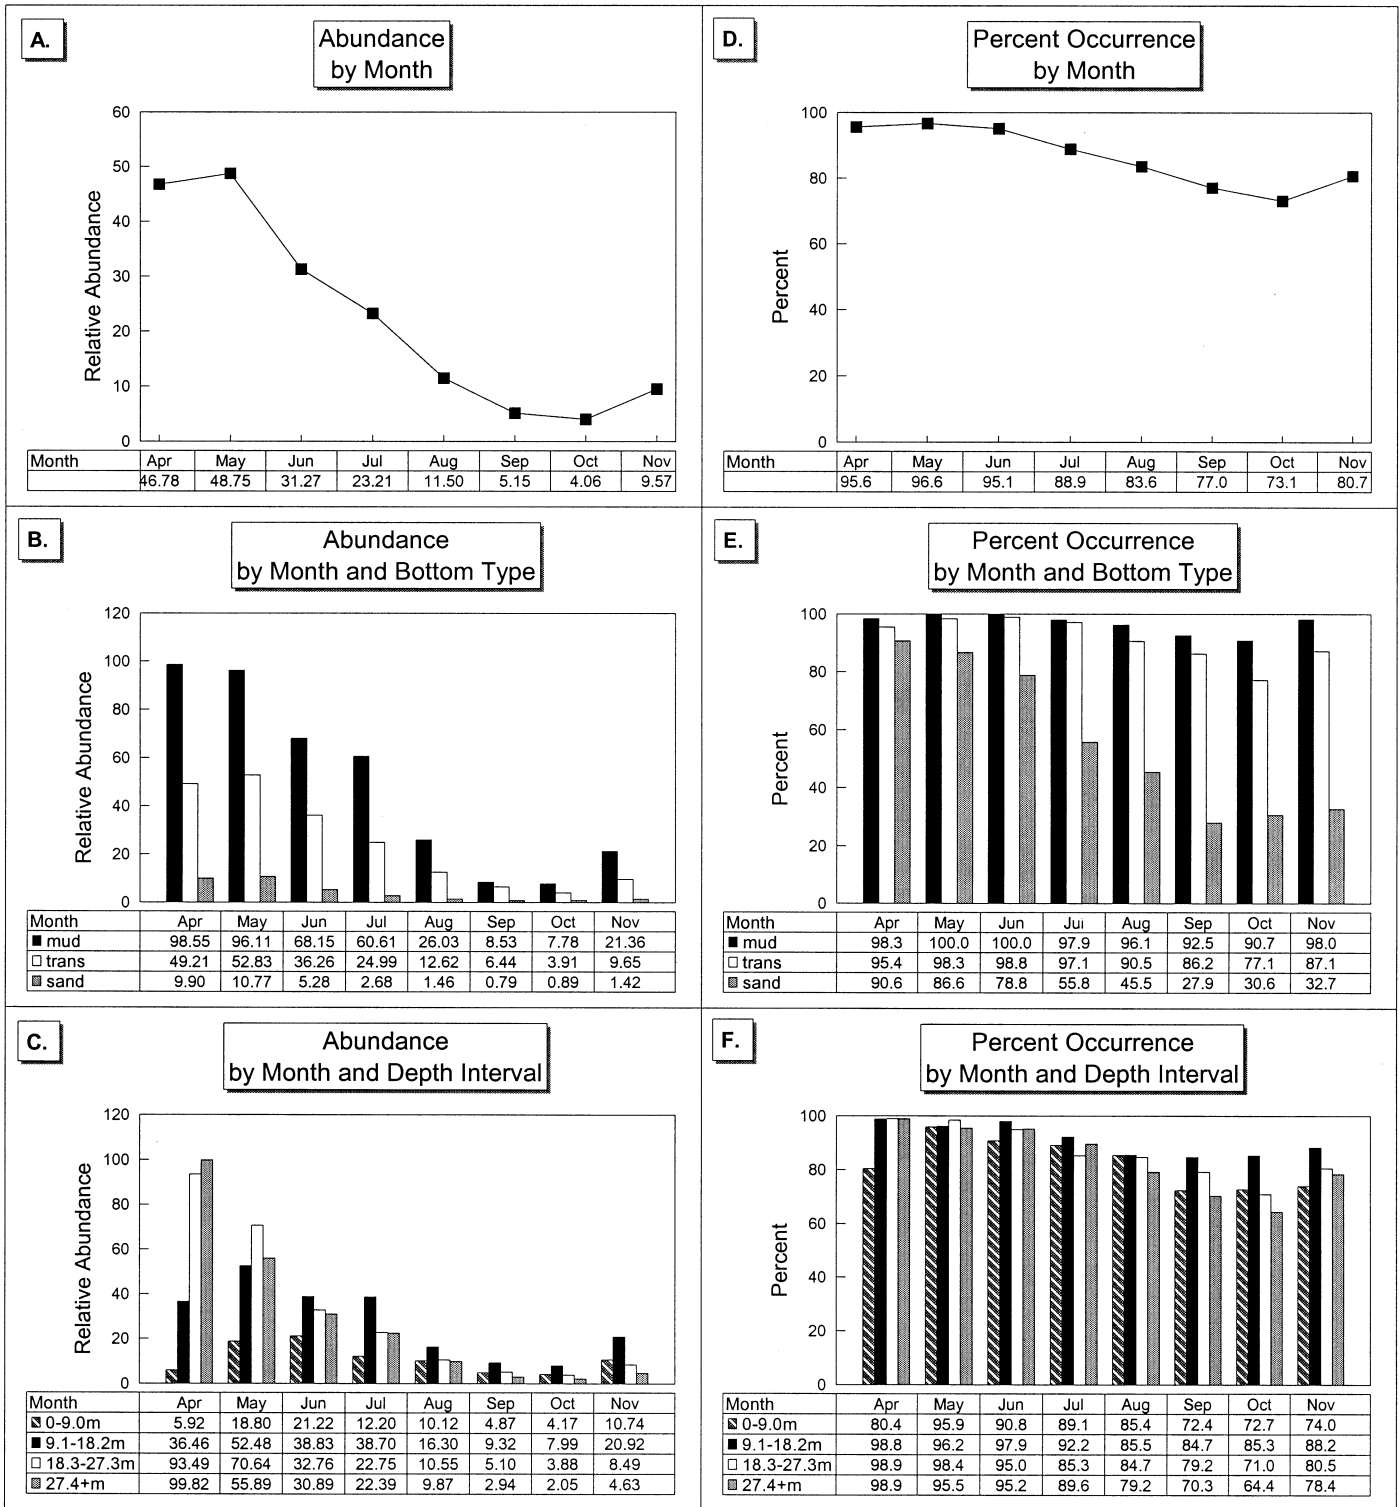 A.
Abundance
by Month
60
50
40
30
20
10
0
Relative Abundance
Month Apr May Jun Jul Aug Sep Oct Nov
46.78 48.75 31.27 23.21 11.50 5.15 4.06 9.57
D.
Percent Occurrence
by Month
100
80
60
40
20
0
Percent
Month Apr May Jun Jul Aug Sep Oct Nov
95.6 96.6 95.1 88.9 83.6 77.0 73.1 80.7
B.
Abundance
by Month and Bottom Type
120
100
80
60
40
20
0
Relative Abundance
Month Apr May Jun Jul Aug Sep Oct Nov
mud 98.55 96.11 68.15 60.61 26.03 8.53 7.78 21.36
trans 49.21 52.83 36.26 24.99 12.62 6.44 3.91 9.65
sand 9.90 10.77 5.28 2.68 1.46 0.79 0.89 1.42
E.
Percent Occurrence
by Month and Bottom Type
100
80
60
40
20
0
Percent
Month Apr May Jun Jui Aug Sep Oct Nov
mud 98.3 100.0 100.0 97.9 96.1 92.5 90.7 98.0
trans 95.4 98.3 98.8 97.1 90.5 86.2 77.1 87.1
sand 90.6 86.6 78.8 55.8 45.5 27.9 30.6 32.7
C.
Abundance
by Month and Depth Interval
120
100
80
60
40
20
0
Relative Abundance
Month Apr May Jun Jul Aug Sep Oct Nov
0-9.0m 5.92 18.80 21.22 12.20 10.12 4.87 4.17 10.74
9.1-18.2m 36.46 52.48 38.83 38.70 16.30 9.32 7.99 20.92
18.3-27.3m 93.49 70.64 32.76 22.75 10.55 5.10 3.88 8.49
27.4+m 99.82 55.89 30.89 22.39 9.87 2.94 2.05 4.63
F.
Percent Occurrence
by Month and Depth Interval
100
80
60
40
20
0
Percent
Month Apr May Jun Jul Aug Sep Oct Nov
0-9.0m 80.4 95.9 90.8 89.1 85.4 72.4 72.7 74.0
9.1-18.2m 98.8 96.2 97.9 92.2 85.5 84.7 85.3 88.2
18.3-27.3m 98.9 98.4 95.0 85.3 84.7 79.2 71.0 80.5
27.4+m 98.9 95.5 95.2 89.6 79.2 70.3 64.4 78.4